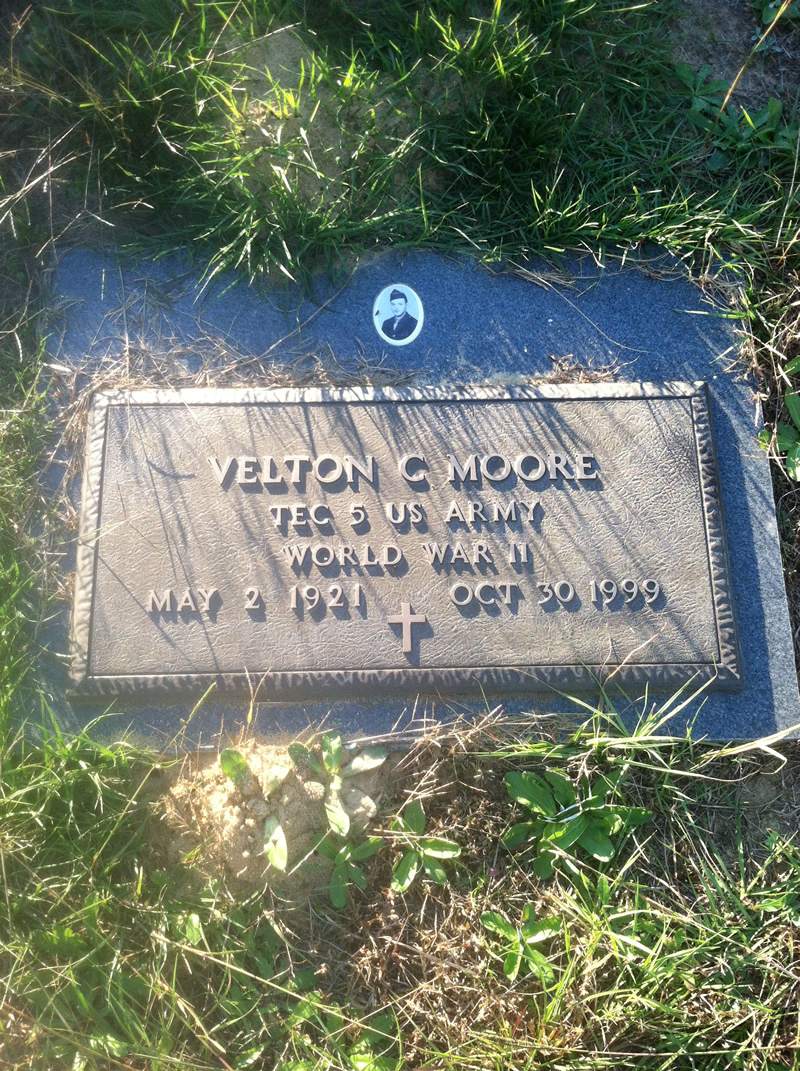 VELTON C MOORE
TEC 5 US ARMY
WORLD WAR II
MAY 2 1921 OCT 30 1999